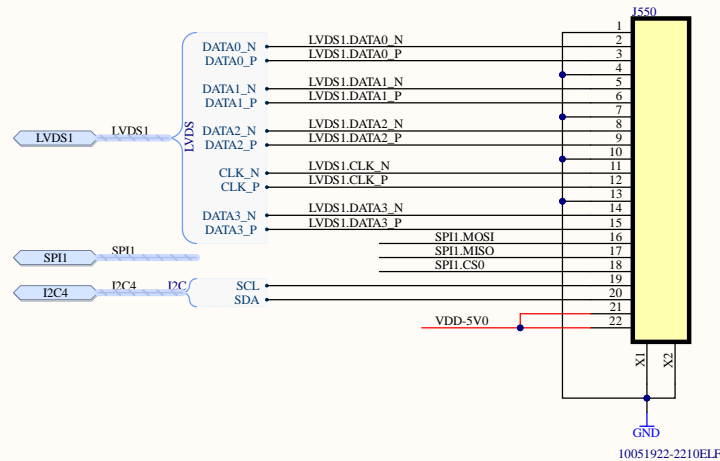 J550
1
DATA0_N LVDS1.DATA0_N 2
DATA0_P LVDS1.DATA0_P 3
4
DATA1_N LVDS1.DATA1_N 5
DATA1_P LVDS1.DATA1_P 6
7
DATA2_N LVDS1.DATA2_N 8
LVDS1 LVDS1 LVDS
DATA2_P LVDS1.DATA2_P 9
10
CLK_N LVDS1.CLK_N 11
CLK_P LVDS1.CLK_P 12
13
DATA3_N LVDS1.DATA3_N 14
DATA3_P LVDS1.DATA3_P 15
SPI1.MOSI 16
SPI1 SPI1 SPI1.MISO 17
SPI1.CS0 18
I2C4 I2C4 I2C SCL 19
SDA 20
21
VDD-5V0 22
X1 X2
GND
10051922-2210ELF